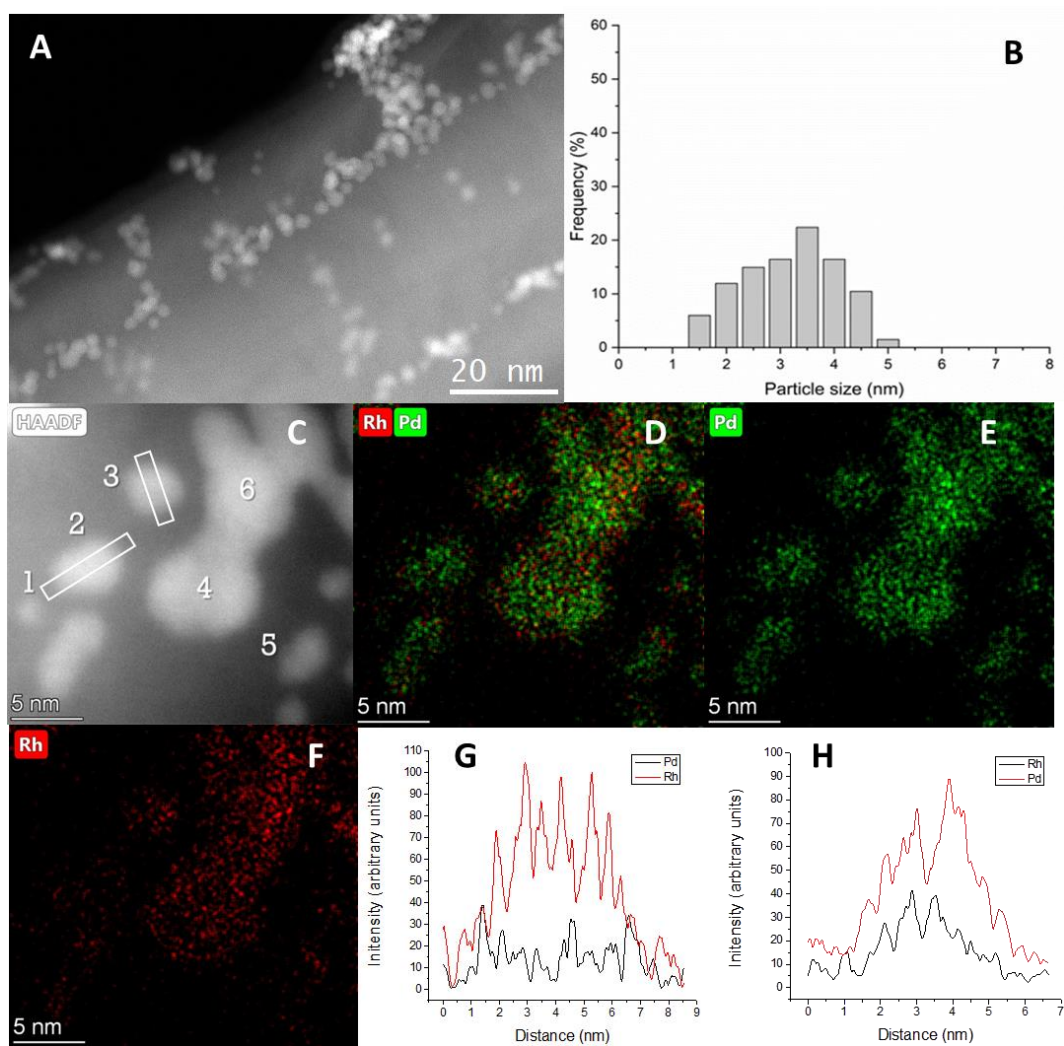 A
20 nm
B
Frequency (%)
60
50
40
30
20
10
0
0 1 2 3 4 5 6 7 8
Particle size (nm)
HAADF
C
3
6
2
1
4
5
5 nm
Rh Pd
D
5 nm
Pd
E
5 nm
Rh
F
5 nm
G
Pd
Rh
Initensity (arbitrary units)
110
100
90
80
70
60
50
40
30
20
10
0
0 1 2 3 4 5 6 7 8 9
Distance (nm)
H
Rh
Pd
Initensity (arbitrary units)
100
90
80
70
60
50
40
30
20
10
0
0 1 2 3 4 5 6 7
Distance (nm)